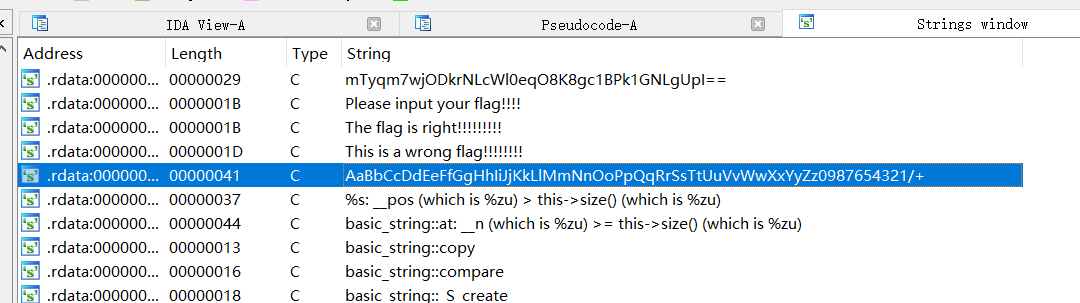 IDA View-A Pseudocode-A Strings window
Address Length Type String
.rdata:000000... 00000029 C mTyqm7wjODkrNLcWl0eqO8K8gc1BPk1GNLgUpI==
.rdata:000000... 0000001B C Please input your flag!!!!
.rdata:000000... 0000001B C The flag is right!!!!!!!!!
.rdata:000000... 0000001D C This is a wrong flag!!!!!!!!
.rdata:000000... 00000041 C AaBbCcDdEeFfGgHhIiJjKkLlMmNnOoPpQqRrSsTtUuVvWwXxYyZz0987654321/+
.rdata:000000... 00000037 C %s: __pos (which is %zu) > this->size() (which is %zu)
.rdata:000000... 00000044 C basic_string::at: __n (which is %zu) >= this->size() (which is %zu)
.rdata:000000... 00000013 C basic_string::copy
.rdata:000000... 00000016 C basic_string::compare
.rdata:000000... 00000018 C basic_string::_S_create